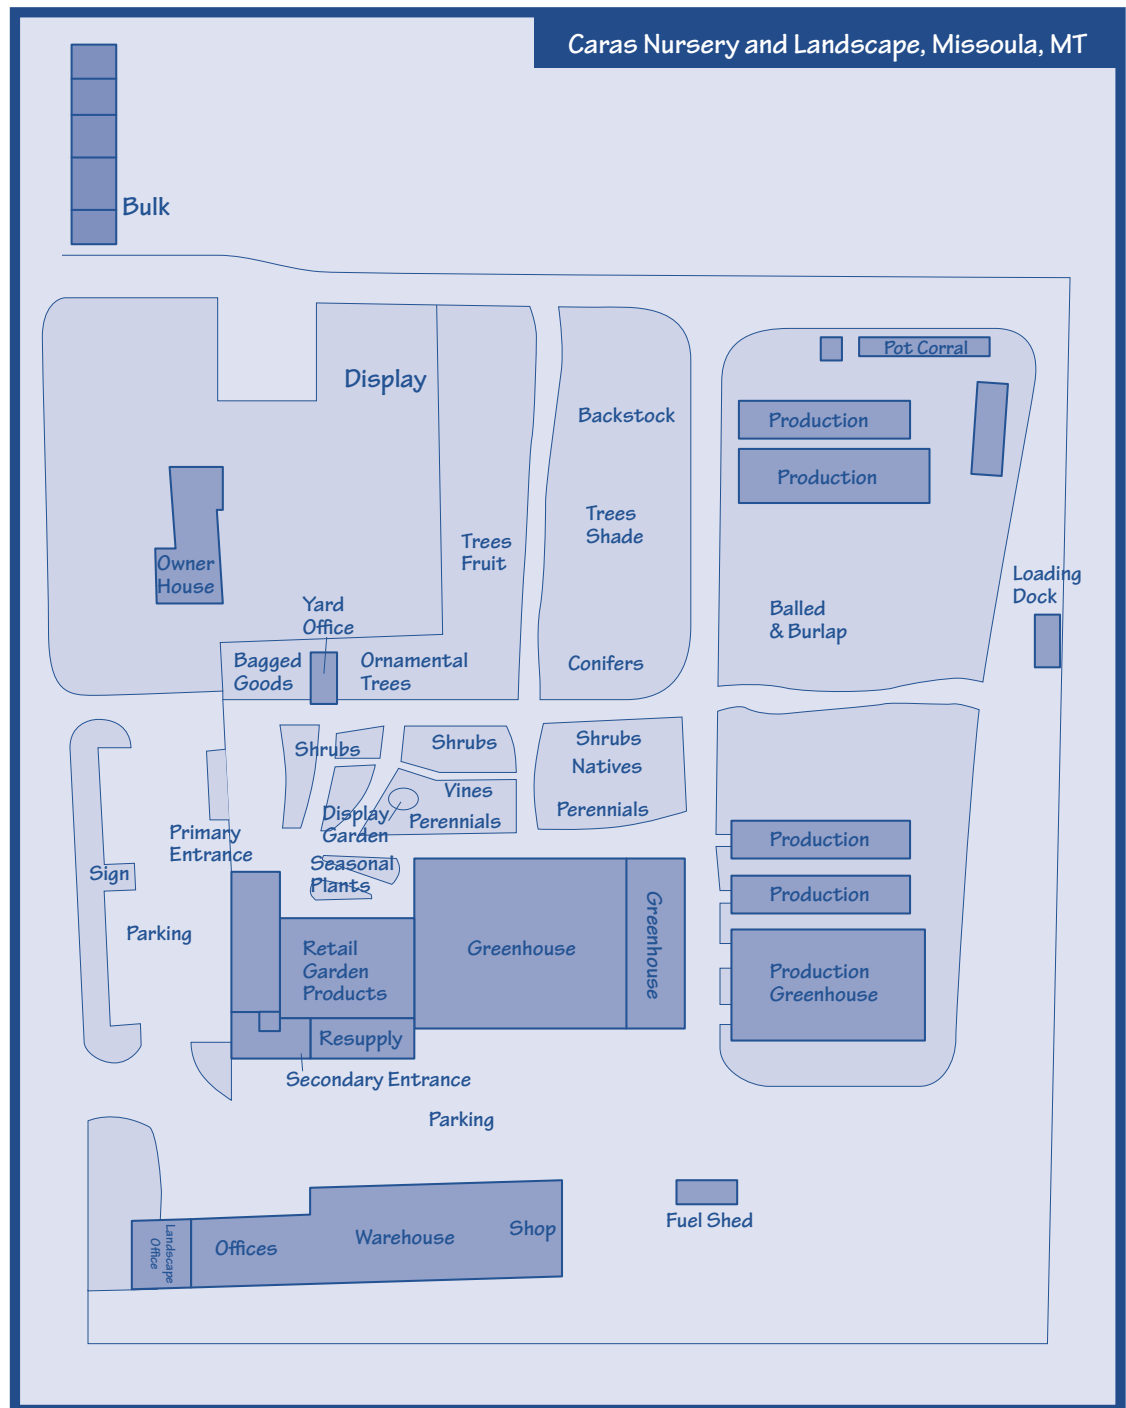 Caras Nursery and Landscape, Missoula, MT
Bulk
Pot Corral
Display
Backstock
Production
Production
Trees
Shade
Trees
Fruit
Owner
House
Loading
Dock
Yard
Office
Balled
& Burlap
Bagged
Goods
Ornamental
Trees
Conifers
Shrubs
Shrubs
Shrubs
Natives
Vines
Perennials
Display
Garden
Perennials
Primary
Entrance
Production
Seasonal
Plants
Sign
Production
Parking
Retail
Garden
Products
Greenhouse
Greenhouse
Production
Greenhouse
Resupply
Secondary Entrance
Parking
Fuel Shed
Landscape
Office
Offices
Warehouse
Shop